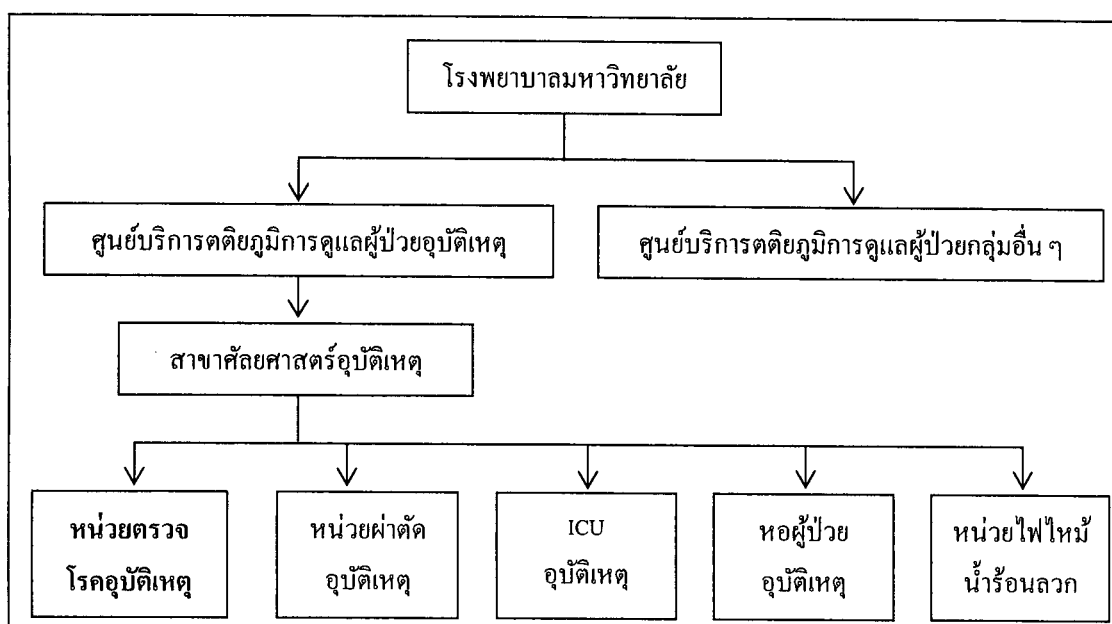 โรงพยาบาลมหาวิทยาลัย
ศูนย์บริการตติยภูมิการดูแลผู้ป่วยอุบัติเหตุ
ศูนย์บริการตติยภูมิการดูแลผู้ป่วยกลุ่มอื่น ๆ
สาขาศัลยศาสตร์อุบัติเหตุ
หน่วยตรวจ
โรคอุบัติเหตุ
หน่วยผ่าตัด
อุบัติเหตุ
ICU
อุบัติเหตุ
หอผู้ป่วย
อุบัติเหตุ
หน่วยไฟไหม้
น้ำร้อนลวก